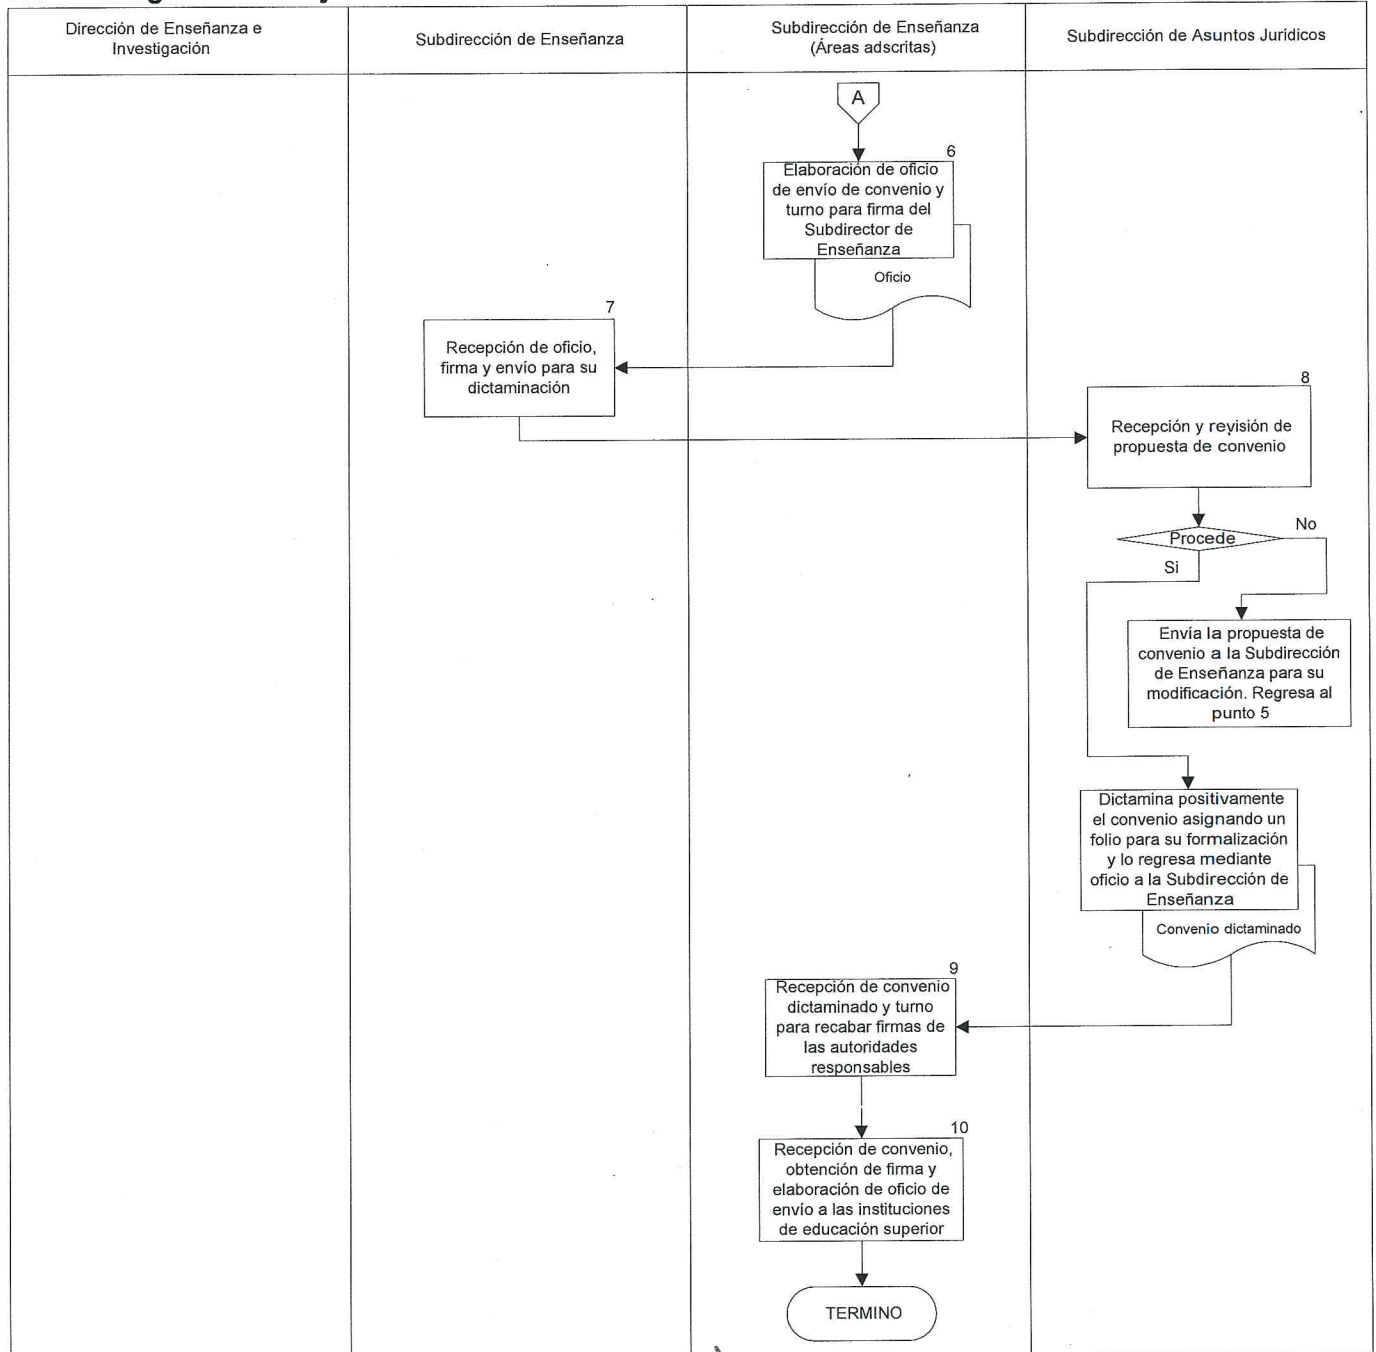 Dirección de Enseñanza e
Investigación
Subdirección de Enseñanza
Subdirección de Enseñanza
(Áreas adscritas)
Subdirección de Asuntos Jurídicos
A
6
Elaboración de oficio
de envío de convenio y
turno para firma del
Subdirector de
Enseñanza
Oficio
7
Recepción de oficio,
firma y envío para su
dictaminación
8
Recepción y revisión de
propuesta de convenio
Procede
No
Si
Envía la propuesta de
convenio a la Subdirección
de Enseñanza para su
modificación. Regresa al
punto 5
Dictamina positivamente
el convenio asignando un
folio para su formalización
y lo regresa mediante
oficio a la Subdirección de
Enseñanza
Convenio dictaminado
9
Recepción de convenio
dictaminado y turno
para recabar firmas de
las autoridades
responsables
10
Recepción de convenio,
obtención de firma y
elaboración de oficio de
envío a las instituciones
de educación superior
TERMINO